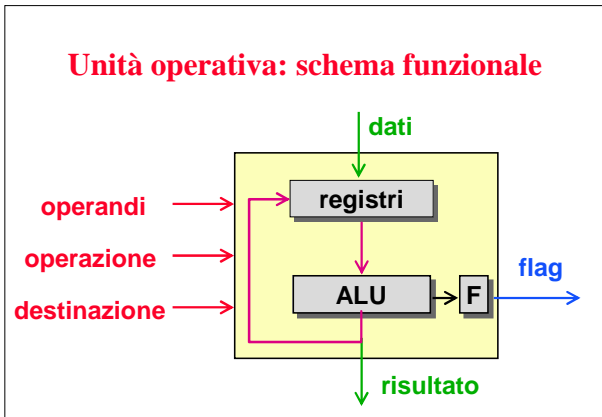 Unità operativa: schema funzionale
dati
registri
operandi
operazione
destinazione
ALU
F
flag
risultato